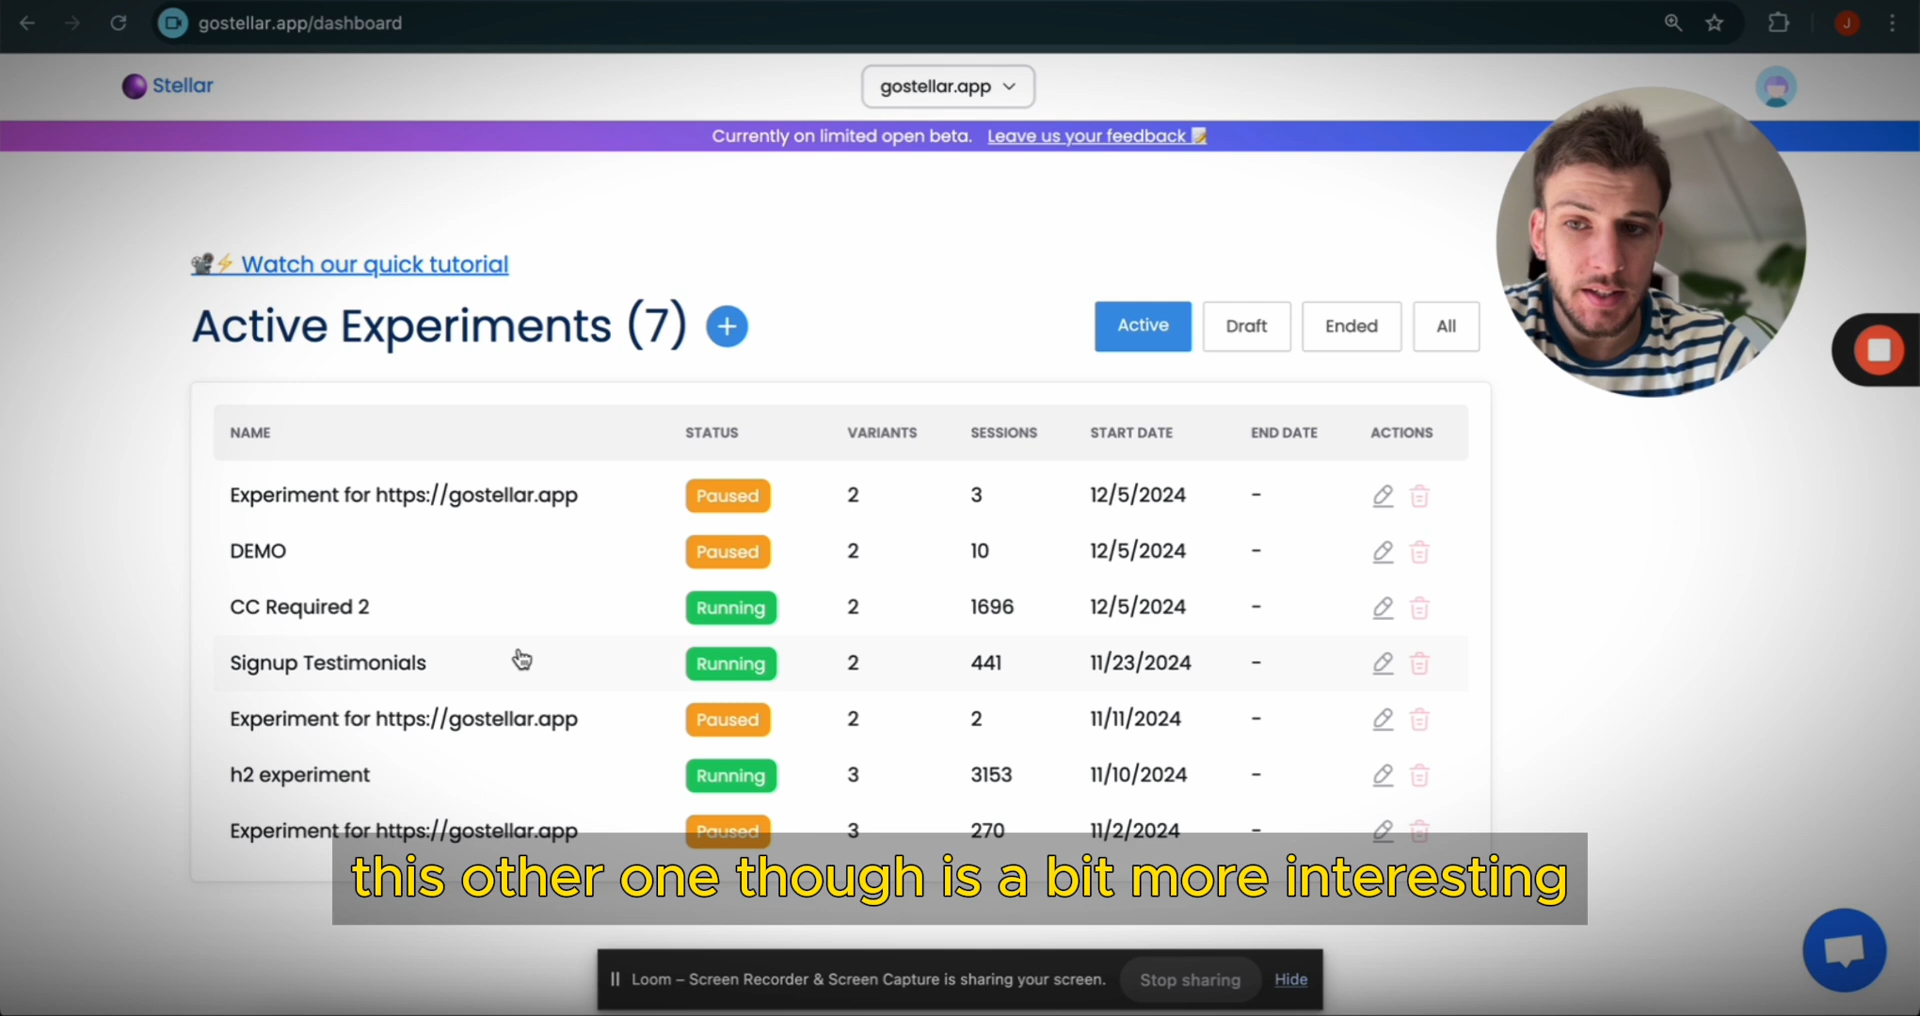 gostellar.app/dashboard
J
Stellar
gostellar.app
Currently on limited open beta. Leave us your feedback
Watch our quick tutorial
Active Experiments (7)
Active Draft Ended All
NAME STATUS VARIANTS SESSIONS START DATE END DATE ACTIONS
Experiment for https://gostellar.app Paused 2 3 12/5/2024 -
DEMO Paused 2 10 12/5/2024 -
CC Required 2 Running 2 1696 12/5/2024 -
Signup Testimonials Running 2 441 11/23/2024 -
Experiment for https://gostellar.app Paused 2 2 11/11/2024 -
h2 experiment Running 3 3153 11/10/2024 -
Experiment for https://gostellar.app Paused 3 270 11/2/2024 -
this other one though is a bit more interesting
Loom – Screen Recorder & Screen Capture is sharing your screen. Stop sharing Hide